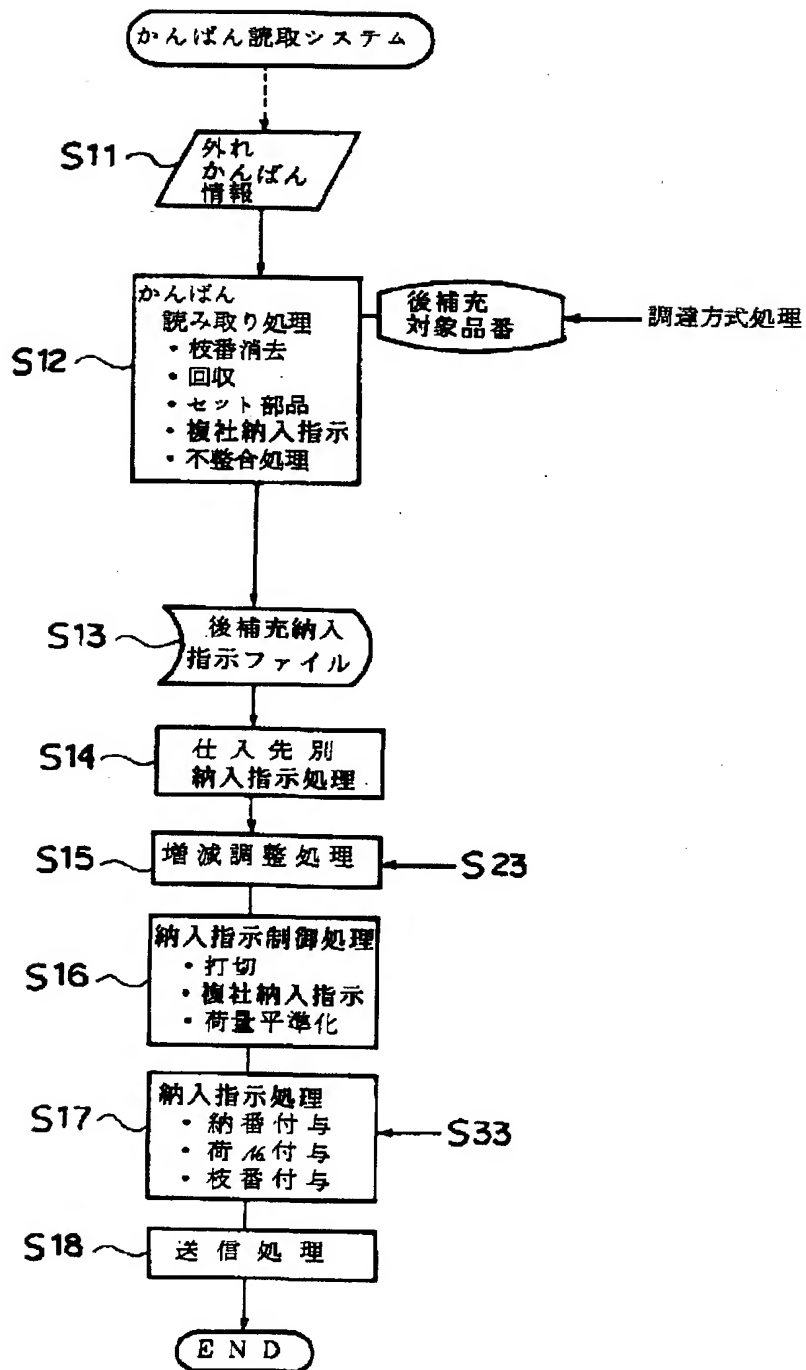 かんばん読取システム
S11
外れ
かんばん
情報
S12
かんばん
読み取り処理
・枝番消去
・回収
・セット部品
・複社納入指示
・不整合処理
後補充
対象品番
調達方式処理
S13
後補充納入
指示ファイル
S14
仕入先別
納入指示処理
S15
増減調整処理
S23
S16
納入指示制御処理
・打切
・複社納入指示
・荷量平準化
S17
納入指示処理
・納番付与
・荷№付与
・枝番付与
S33
S18
送信処理
END